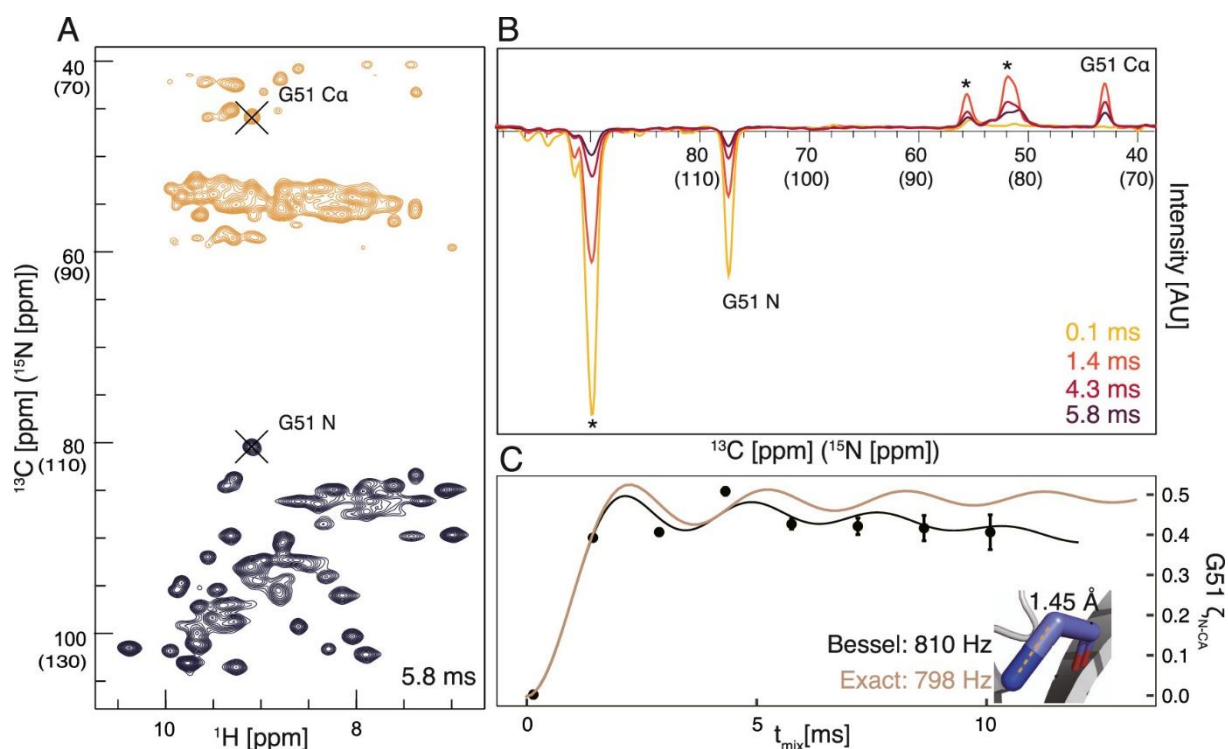 A
40
(70)
G51 Cα
60
(90)
G51 N
80
(110)
100
(130)
5.8 ms
10 8
¹H [ppm]
¹³C [ppm] (¹⁵N [ppm])
B
* * G51 Cα
80 70 60 50 40
(110) (100) (90) (80) (70)
G51 N
*
0.1 ms
1.4 ms
4.3 ms
5.8 ms
Intensity [AU]
¹³C [ppm] (¹⁵N [ppm])
C
0.5
0.4
0.3
0.2
0.1
0.0
1.45 Å
Bessel: 810 Hz
Exact: 798 Hz
G51 ζN-CA
0 5 10
tmix[ms]